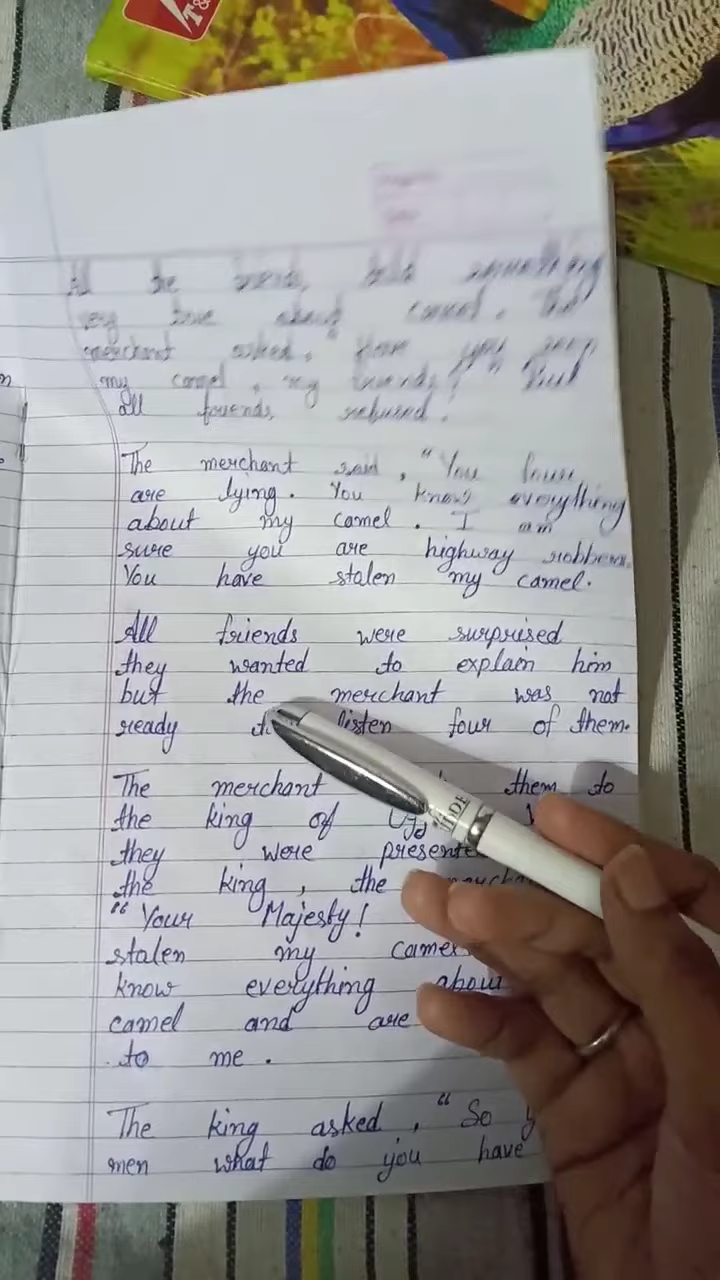 All the friends told something
very true about camel. The
merchant asked, "Have you seen
my camel, my friends?" But
all friends refused.
The merchant said, "You four
are lying. You know everything
about my camel. I am
sure you are highway robbers.
You have stalen my camel.
All friends were surprised
they wanted to explain him
but the merchant was not
ready to listen four of them.
The merchant them to
the king of
they were presente
the king, the
"Your Majesty!
stalen my camel
know everything about
camel and are
to me.
The king asked, "So
men what do you have